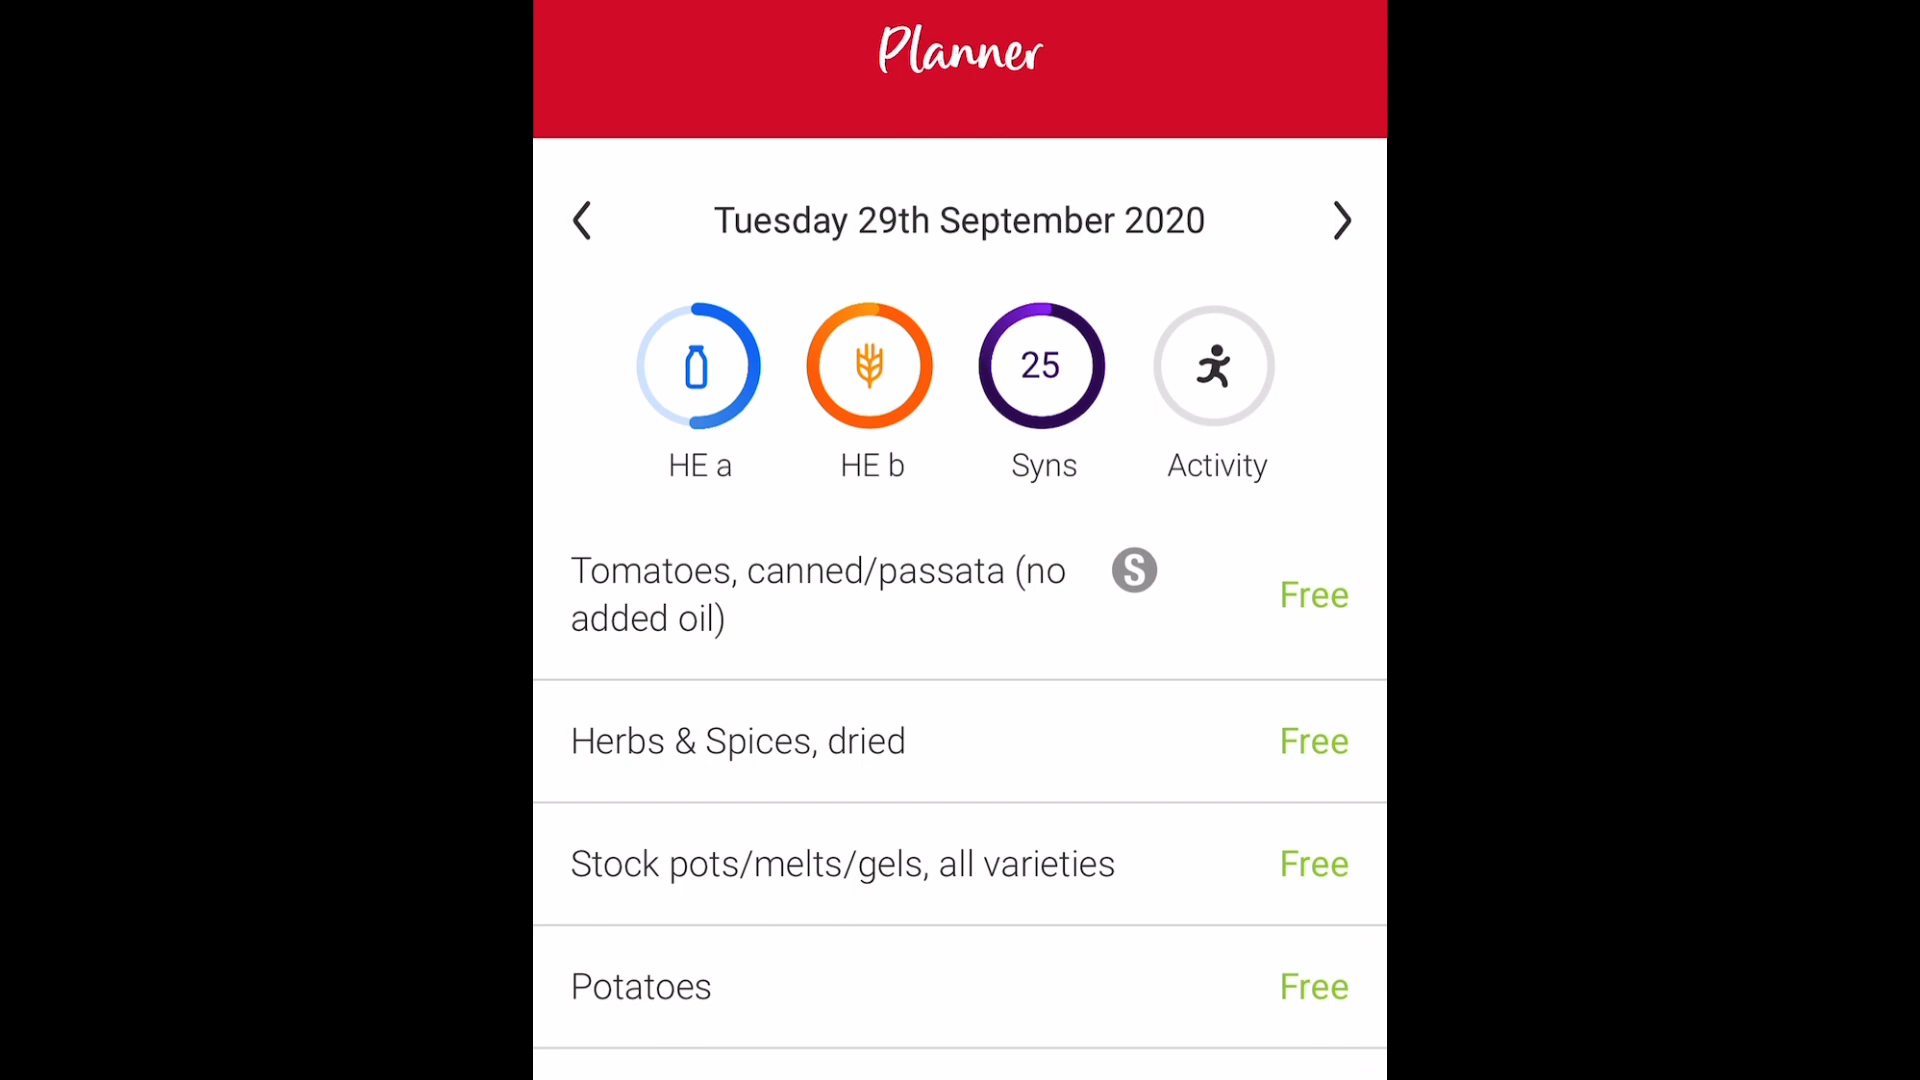 Planner
Tuesday 29th September 2020
25
HE a
HE b
Syns
Activity
Tomatoes, canned/passata (no
added oil)
S
Free
Herbs & Spices, dried
Free
Stock pots/melts/gels, all varieties
Free
Potatoes
Free